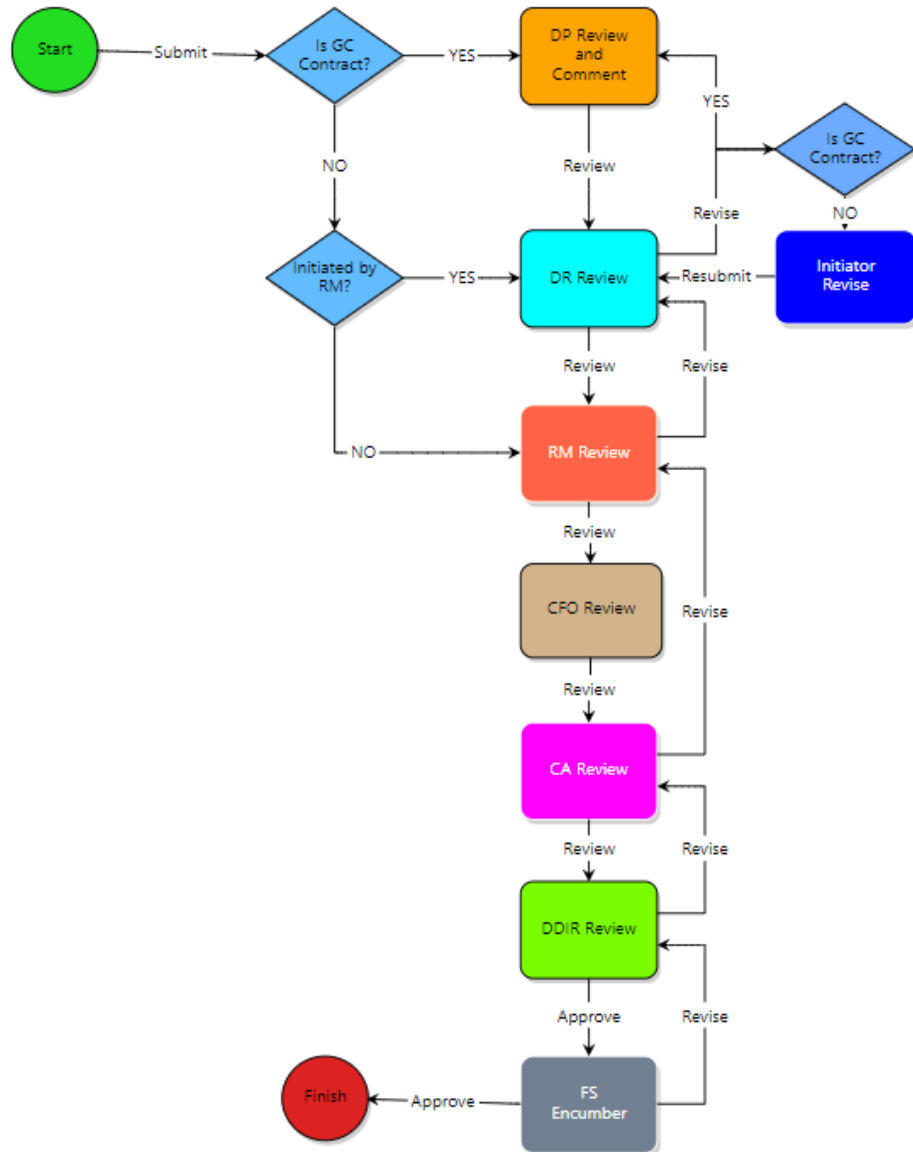 Start
Submit
Is GC
Contract?
YES
DP Review
and
Comment
YES
Is GC
Contract?
NO
Review
Revise
NO
Initiated by
RM?
YES
DR Review
Resubmit
Initiator
Revise
Review
Revise
NO
RM Review
Review
CFO Review
Revise
Review
CA Review
Review
Revise
DDIR Review
Approve
Revise
Finish
Approve
FS
Encumber